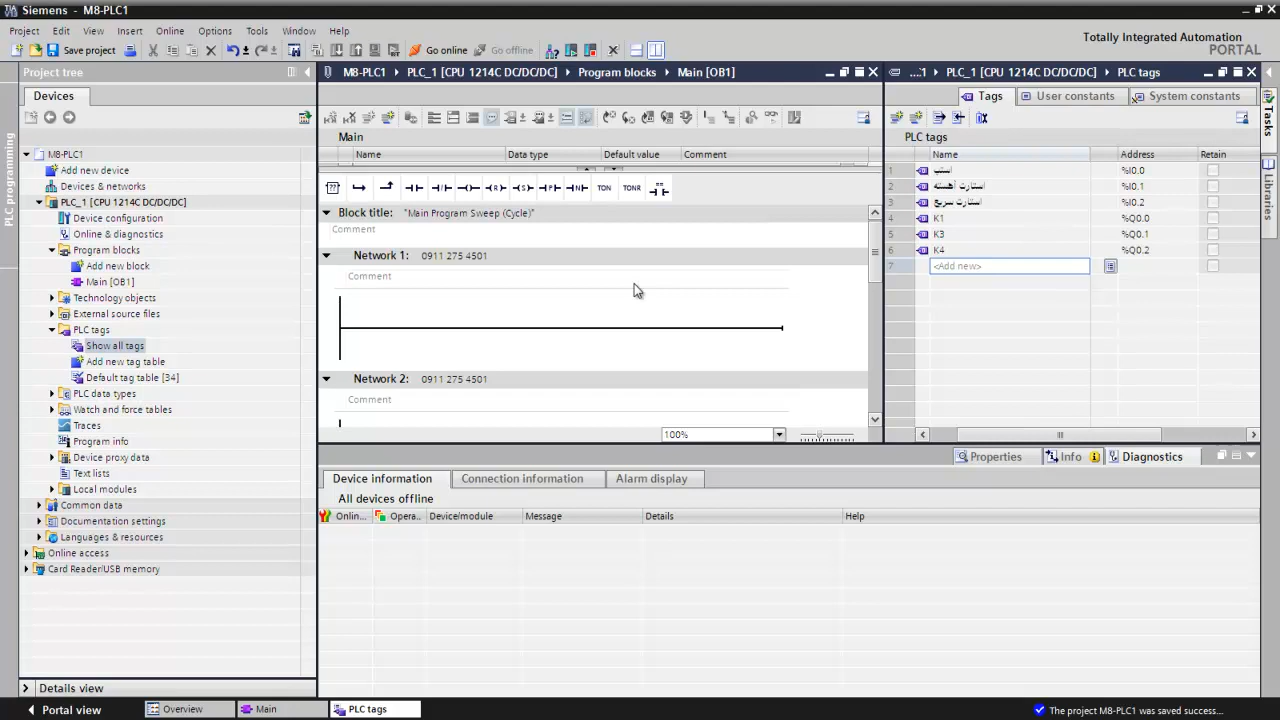 Siemens - M8-PLC1
Project Edit View Insert Online Options Tools Window Help
Totally Integrated Automation
PORTAL
Save project Go online Go offline
Project tree
M8-PLC1 PLC_1 [CPU 1214C DC/DC/DC] Program blocks Main [OB1]
...1 PLC_1 [CPU 1214C DC/DC/DC] PLC tags
Devices
Tags User constants System constants
PLC programming
Tasks
Libraries
M8-PLC1
Add new device
Devices & networks
PLC_1 [CPU 1214C DC/DC/DC]
Device configuration
Online & diagnostics
Program blocks
Add new block
Main [OB1]
Technology objects
External source files
PLC tags
Show all tags
Add new tag table
Default tag table [34]
PLC data types
Watch and force tables
Traces
Program info
Device proxy data
Text lists
Local modules
Common data
Documentation settings
Languages & resources
Online access
Card Reader/USB memory
Details view
Main
Name Data type Default value Comment
TON TONR
Block title: "Main Program Sweep (Cycle)"
Comment
Network 1: 0911 275 4501
Comment
Network 2: 0911 275 4501
Comment
100%
PLC tags
Name Address Retain
1 استپ %I0.0
2 استارت آهسته %I0.1
3 استارت سریع %I0.2
4 K1 %Q0.0
5 K3 %Q0.1
6 K4 %Q0.2
7 <Add new>
Properties Info Diagnostics
Device information Connection information Alarm display
All devices offline
Onlin... Opera.. Device/module Message Details Help
Portal view Overview Main PLC tags
The project M8-PLC1 was saved success...